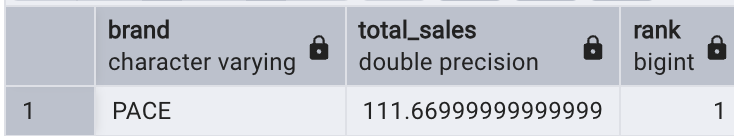 brand total_sales rank
character varying double precision bigint
1 PACE 111.66999999999999 1